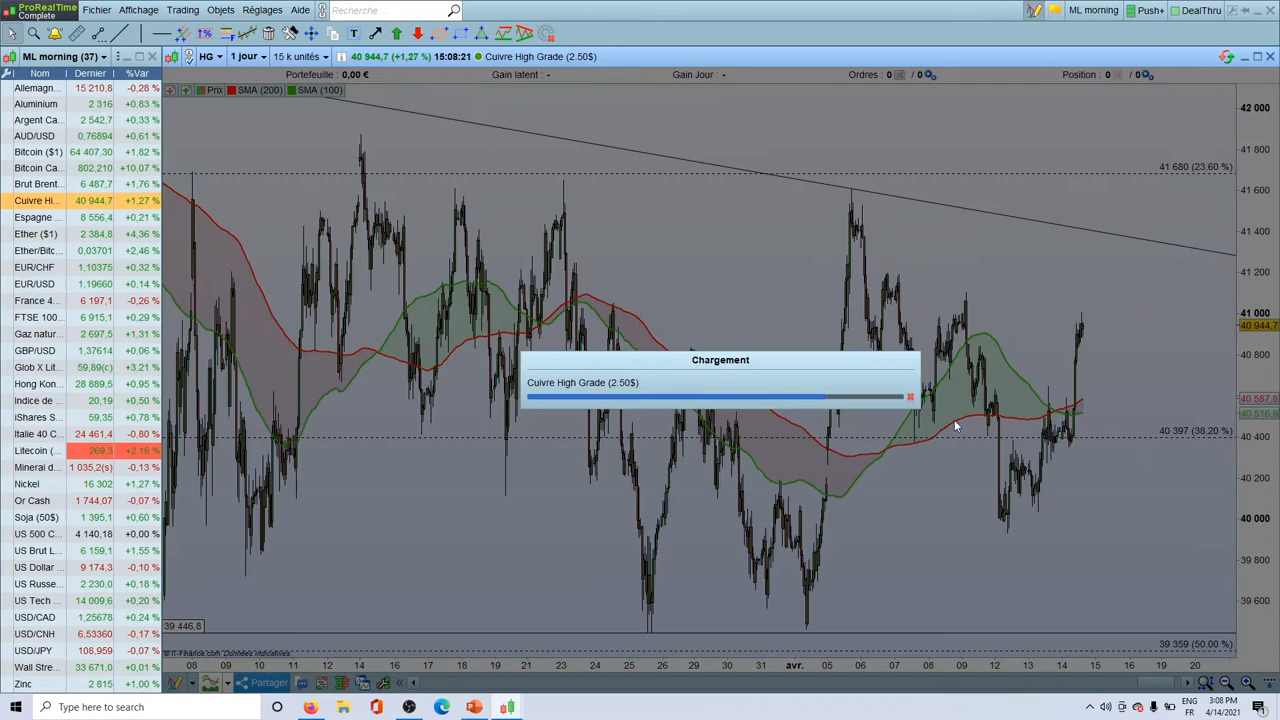 ProRealTime
Complete
Fichier Affichage Trading Objets Réglages Aide Recherche ... ML morning Push+ DealThru
ML morning (37) HG 1 jour 15 k unités 40 944,7 (+1,27 %) 15:08:21 Cuivre High Grade (2.50$)
Nom Dernier %Var
Portefeuille : 0,00 € Gain latent : - Gain Jour : - Ordres : 0 / 0 Position : 0 / 0
Prix SMA (200) SMA (100)
Allemagn... 15 210,8 -0,28 %
Aluminium 2 316 +0,83 %
Argent Ca... 2 542,7 +0,33 %
AUD/USD 0,76894 +0,61 %
Bitcoin ($1) 64 407,30 +1,82 %
Bitcoin Ca... 802,210 +10,07 %
Brut Brent... 6 487,7 +1,76 %
Cuivre Hi... 40 944,7 +1,27 %
Espagne ... 8 556,4 +0,21 %
Ether ($1) 2 384,8 +4,36 %
Ether/Bitc... 0,03701 +2,46 %
EUR/CHF 1,10375 +0,32 %
EUR/USD 1,19660 +0,14 %
France 4... 6 197,1 -0,26 %
FTSE 100... 6 915,1 +0,29 %
Gaz natur... 2 697,5 +1,31 %
GBP/USD 1,37614 +0,06 %
Glob X Lit... 59,89(c) +3,21 %
Hong Kon... 28 889,5 +0,95 %
Indice de ... 20,19 +0,50 %
iShares S... 59,35 +0,78 %
Italie 40 C... 24 461,4 -0,80 %
Litecoin (... 269,3 +2,18 %
Minerai d... 1 035,2(s) -0,13 %
Nickel 16 302 +1,27 %
Or Cash 1 744,07 -0,07 %
Soja (50$) 1 395,1 +0,60 %
US 500 C... 4 140,18 +0,00 %
US Brut L... 6 159,1 +1,55 %
US Dollar ... 9 174,3 -0,10 %
US Russe... 2 230,0 +0,18 %
US Tech ... 14 009,6 +0,20 %
USD/CAD 1,25678 +0,24 %
USD/CNH 6,53360 -0,17 %
USD/JPY 108,959 -0,07 %
Wall Stre... 33 671,0 +0,01 %
Zinc 2 815 +1,00 %
42 000
41 800
41 680 (23,60 %)
41 600
41 400
41 200
41 000
40 944,7
40 800
Chargement
Cuivre High Grade (2.50$)
40 587,8
40 516,8
40 397 (38,20 %)
40 400
40 200
40 000
39 800
39 600
39 446,8
39 359 (50,00 %)
© IT-Finance.com Données indicatives
08 09 10 11 12 14 16 17 18 19 21 22 23 24 25 26 28 29 30 31 avr. 05 06 07 08 09 12 13 14 15 16 19 20
Partager
Type here to search
ENG
FR
3:08 PM
4/14/2021